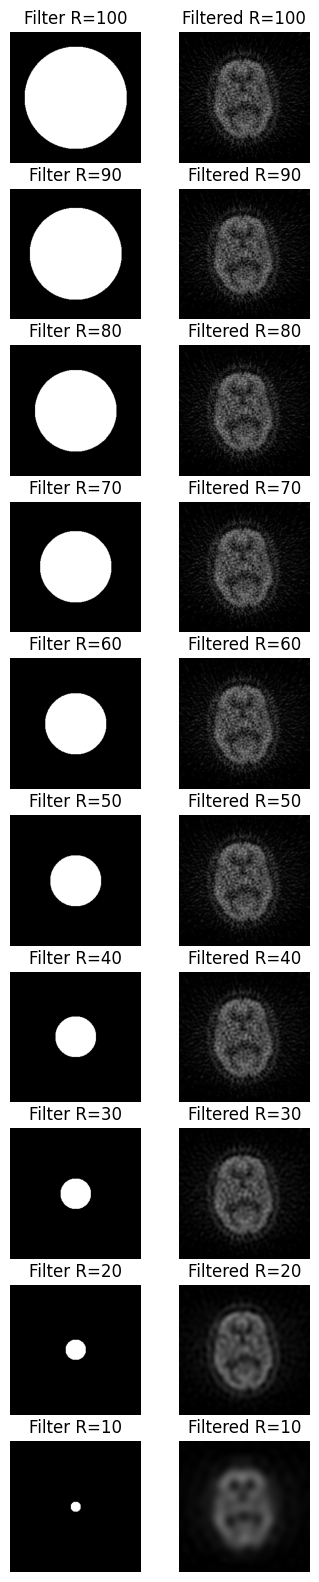 Filter R=100 Filtered R=100
Filter R=90 Filtered R=90
Filter R=80 Filtered R=80
Filter R=70 Filtered R=70
Filter R=60 Filtered R=60
Filter R=50 Filtered R=50
Filter R=40 Filtered R=40
Filter R=30 Filtered R=30
Filter R=20 Filtered R=20
Filter R=10 Filtered R=10